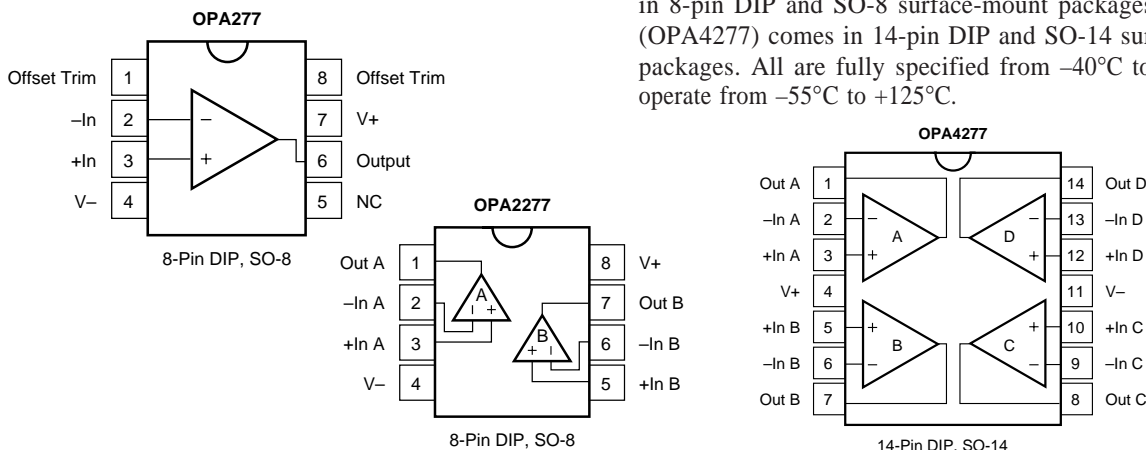 in 8-pin DIP and SO-8 surface-mount packages
(OPA4277) comes in 14-pin DIP and SO-14
packages. All are fully specified from –40°C to
operate from –55°C to +125°C.
OPA277
Offset Trim 1 8 Offset Trim
–In 2 – 7 V+
+In 3 + 6 Output
V– 4 5 NC
8-Pin DIP, SO-8
OPA2277
Out A 1 A 8 V+
–In A 2 – + 7 Out B
+In A 3 B 6 –In B
V– 4 + – 5 +In B
8-Pin DIP, SO-8
OPA4277
Out A 1 14 Out D
–In A 2 – – 13 –In D
A D
+In A 3 + + 12 +In D
V+ 4 11 V–
+In B 5 + + 10 +In C
B C
–In B 6 – – 9 –In C
Out B 7 8 Out C
14-Pin DIP, SO-14